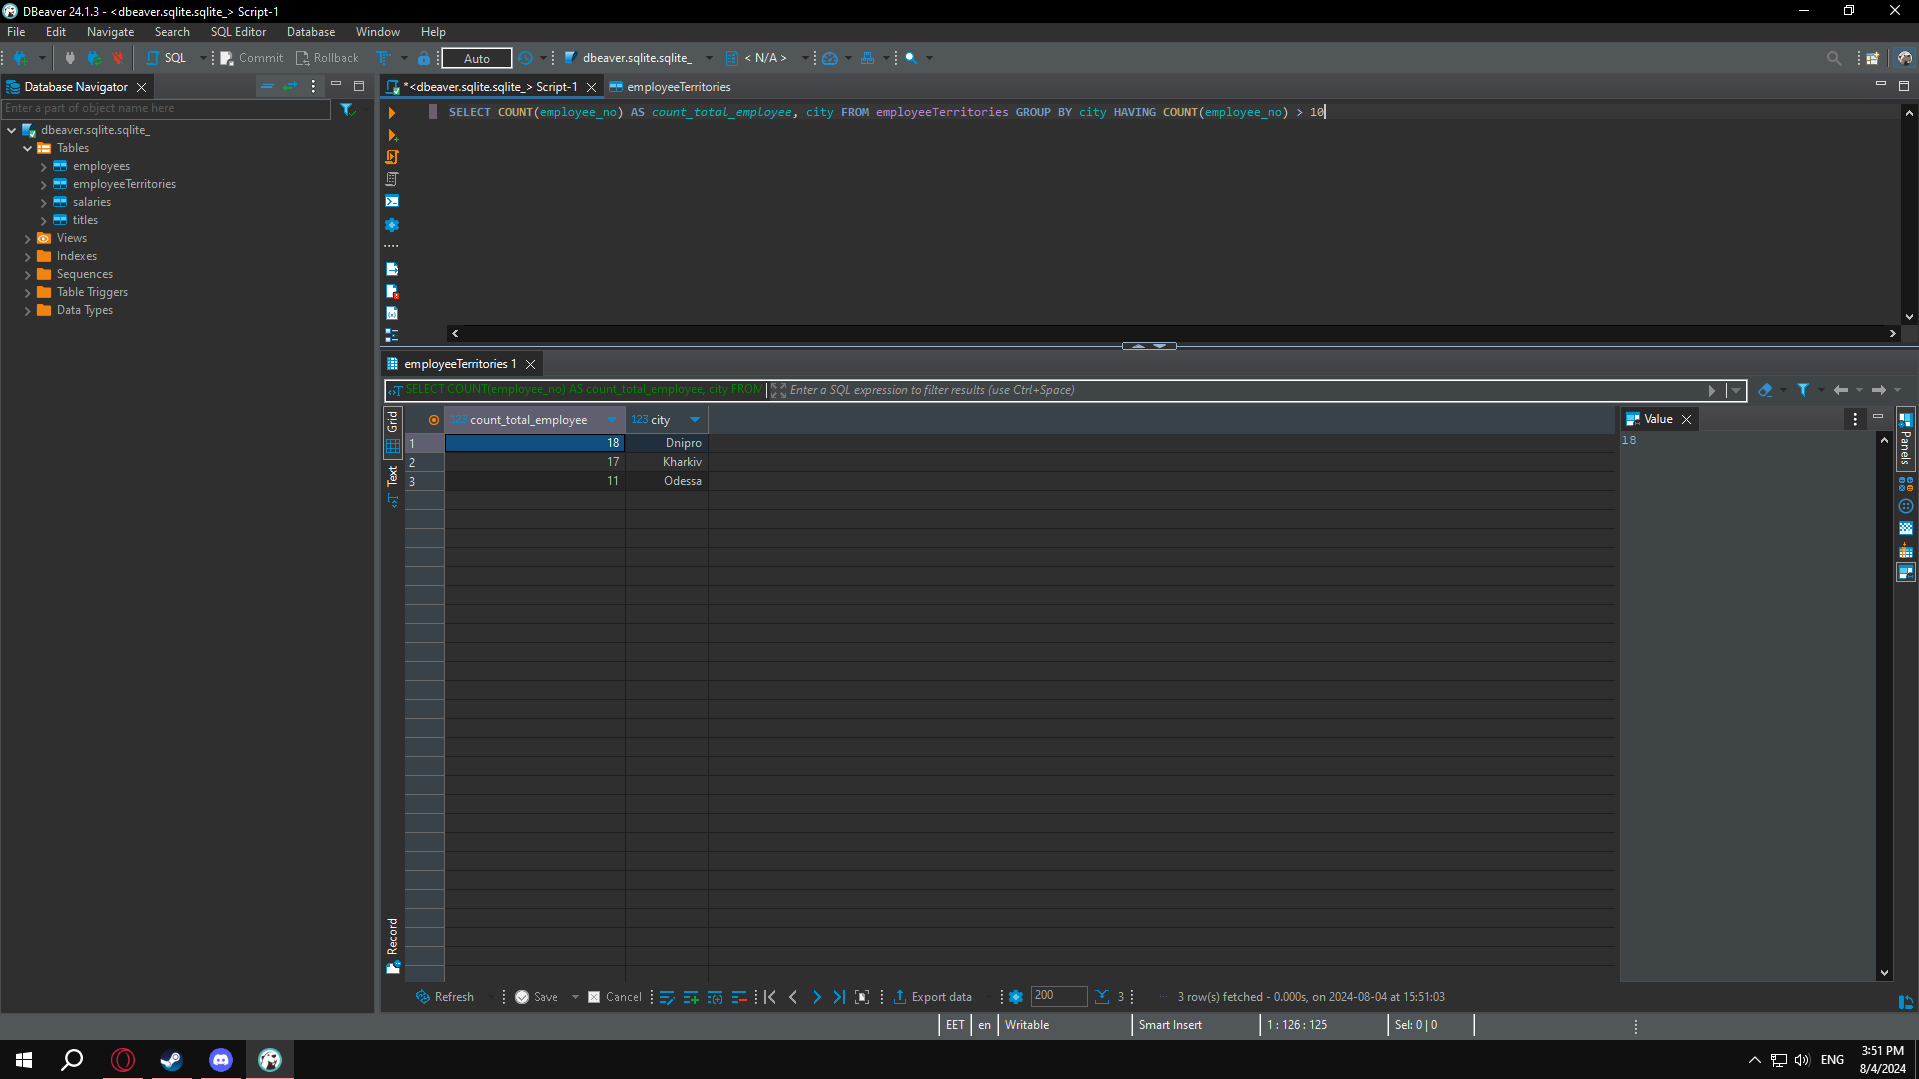 DBeaver 24.1.3 - <dbeaver.sqlite.sqlite_> Script-1
File Edit Navigate Search SQL Editor Database Window Help
SQL Commit Rollback Auto dbeaver.sqlite.sqlite_ < N/A >
Database Navigator
Enter a part of object name here
dbeaver.sqlite.sqlite_
Tables
employees
employeeTerritories
salaries
titles
Views
Indexes
Sequences
Table Triggers
Data Types
*<dbeaver.sqlite.sqlite_> Script-1 employeeTerritories
SELECT COUNT(employee_no) AS count_total_employee, city FROM employeeTerritories GROUP BY city HAVING COUNT(employee_no) > 10
employeeTerritories 1
SELECT COUNT(employee_no) AS count_total_employee, city FROM Enter a SQL expression to filter results (use Ctrl+Space)
Grid
Text
Record
123 count_total_employee 123 city
1 18 Dnipro
2 17 Kharkiv
3 11 Odessa
Value
18
Panels
Refresh Save Cancel Export data 200 3 3 row(s) fetched - 0.000s, on 2024-08-04 at 15:51:03
EET en Writable Smart Insert 1 : 126 : 125 Sel: 0 | 0
ENG
3:51 PM
8/4/2024